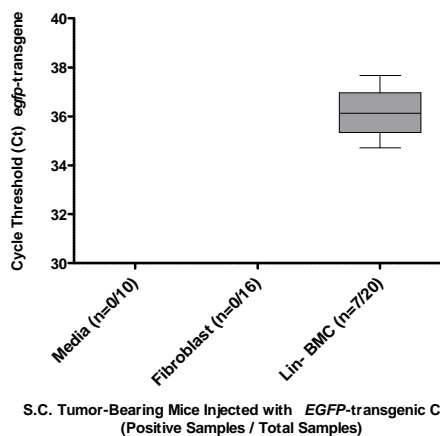 Cycle Threshold (Ct) egfp-transgene
40
38
36
34
32
30
Media (n=0/10)
Fibroblast (n=0/16)
Lin- BMC (n=7/20)
S.C. Tumor-Bearing Mice Injected with EGFP-transgenic C
(Positive Samples / Total Samples)